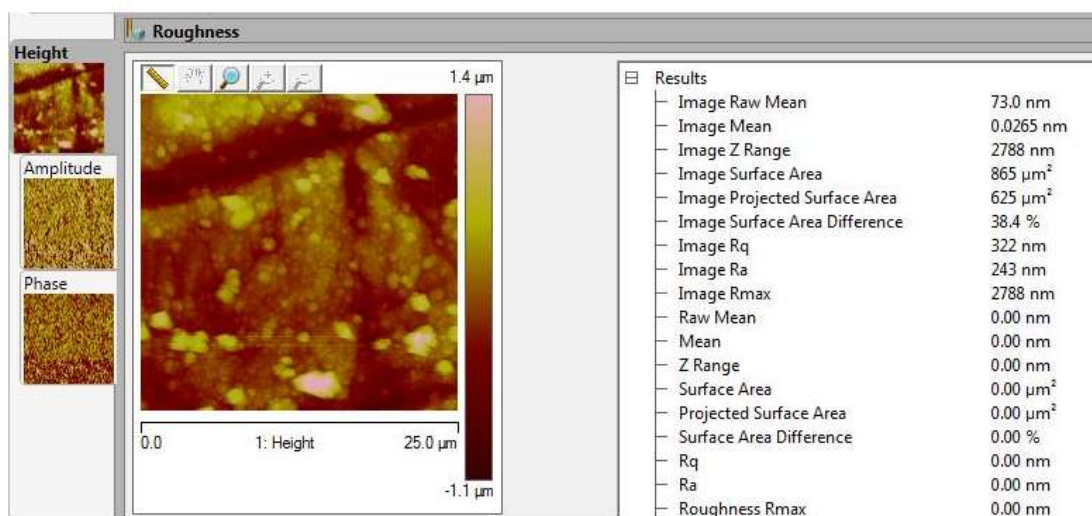 Roughness
Height
Amplitude
Phase
1.4 µm
0.0 1: Height 25.0 µm
-1.1 µm
Results
Image Raw Mean 73.0 nm
Image Mean 0.0265 nm
Image Z Range 2788 nm
Image Surface Area 865 µm²
Image Projected Surface Area 625 µm²
Image Surface Area Difference 38.4 %
Image Rq 322 nm
Image Ra 243 nm
Image Rmax 2788 nm
Raw Mean 0.00 nm
Mean 0.00 nm
Z Range 0.00 nm
Surface Area 0.00 µm²
Projected Surface Area 0.00 µm²
Surface Area Difference 0.00 %
Rq 0.00 nm
Ra 0.00 nm
Roughness Rmax 0.00 nm